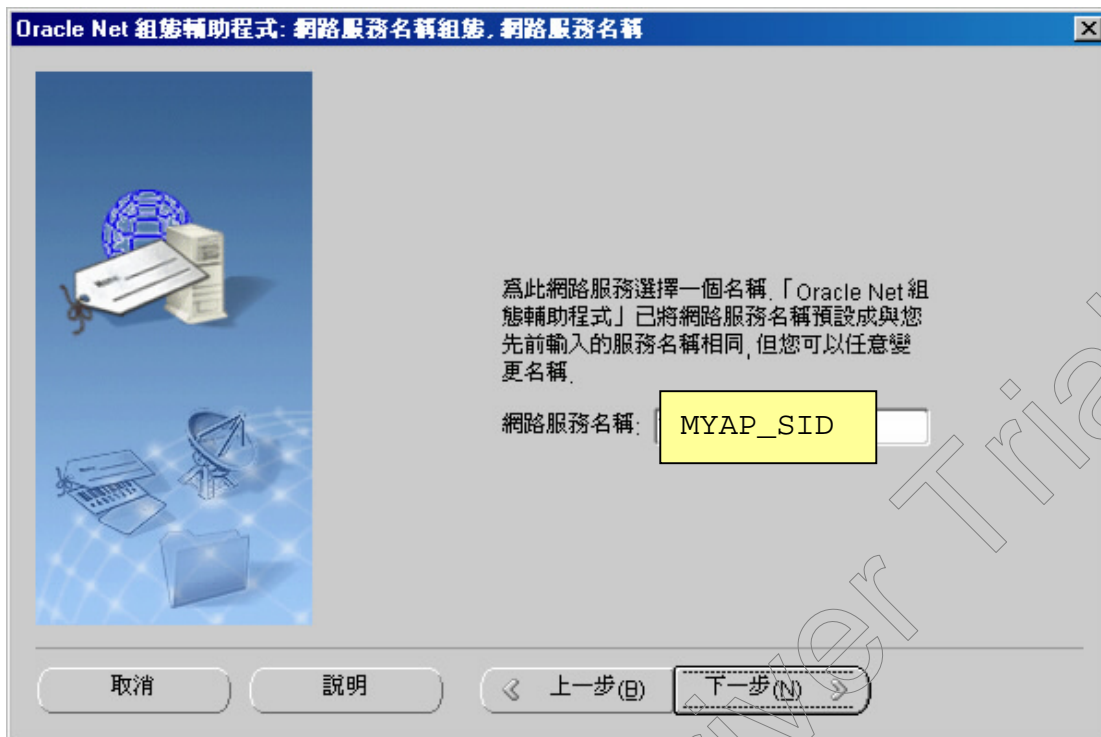 Oracle Net 組態輔助程式: 網路服務名稱組態, 網路服務名稱
為此網路服務選擇一個名稱.「Oracle Net 組
態輔助程式」已將網路服務名稱預設成與您
先前輸入的服務名稱相同, 但您可以任意變
更名稱.
網路服務名稱: MYAP_SID
取消 說明 上一步(B) 下一步(N)